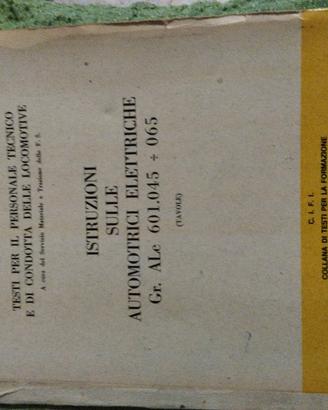 TESTI PER IL PERSONALE TECNICO
E DI CONDOTTA DELLE LOCOMOTIVE
A cura del Servizio Materiale e Trazione delle F. S.
ISTRUZIONI
SULLE
AUTOMOTRICI ELETTRICHE
Gr. ALe 601.045 ÷ 065
(TAVOLE)
C. I. F. I.
COLLANA DI TESTI PER LA FORMAZIONE